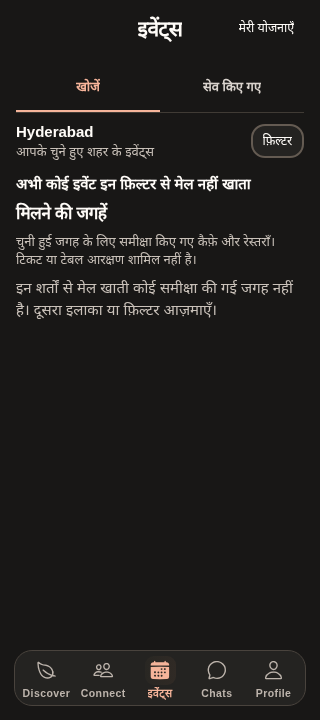 इवेंट्स
मेरी योजनाएँ
खोजें
सेव किए गए
Hyderabad
आपके चुने हुए शहर के इवेंट्स
फ़िल्टर
अभी कोई इवेंट इन फ़िल्टर से मेल नहीं खाता
मिलने की जगहें
चुनी हुई जगह के लिए समीक्षा किए गए कैफ़े और रेस्तराँ।
टिकट या टेबल आरक्षण शामिल नहीं है।
इन शर्तों से मेल खाती कोई समीक्षा की गई जगह नहीं
है। दूसरा इलाका या फ़िल्टर आज़माएँ।
Discover
Connect
इवेंट्स
Chats
Profile